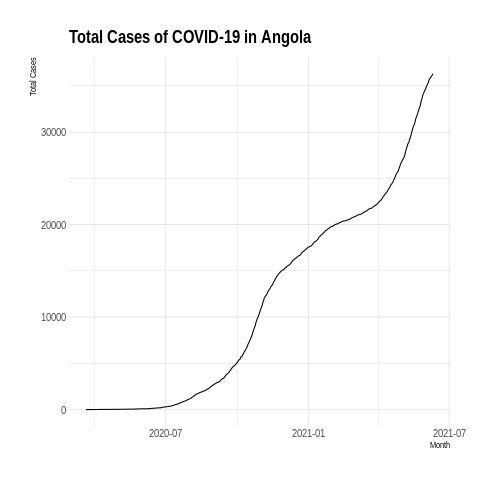 Total Cases of COVID-19 in Angola
Total Cases
30000
20000
10000
0
2020-07 2021-01 2021-07
Month